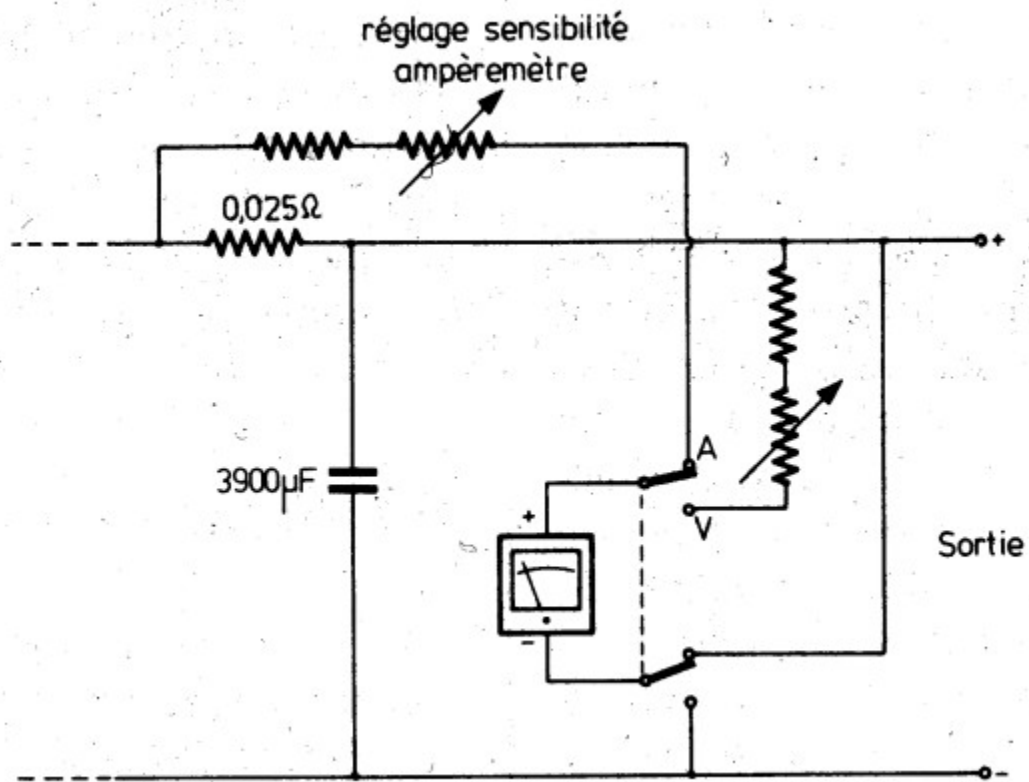 réglage sensibilité
ampèremètre
0,025Ω
+
3900µF
A
V
+
-
Sortie
-